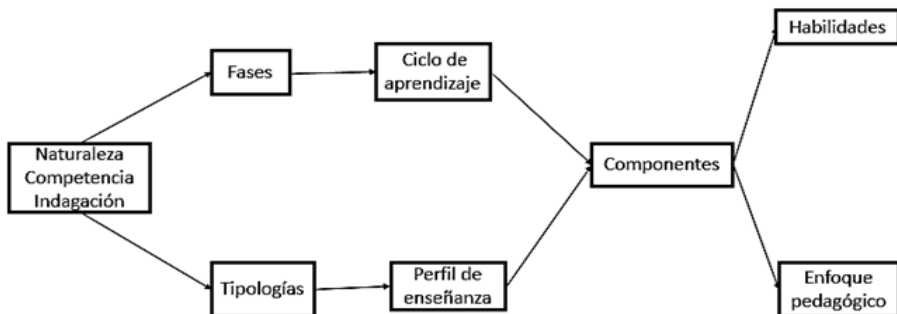 Habilidades
Fases
Ciclo de
aprendizaje
Naturaleza
Competencia
Indagación
Componentes
Tipologías
Perfil de
enseñanza
Enfoque
pedagógico